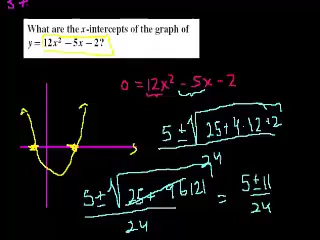 3 +
What are the x-intercepts of the graph of
y = 12x² − 5x − 2?
0 = 12x² − 5x − 2
5 ± √25 + 4 · 12 + 2
24
5 ± √25 + 96 121
24
= 5 ± 11
24